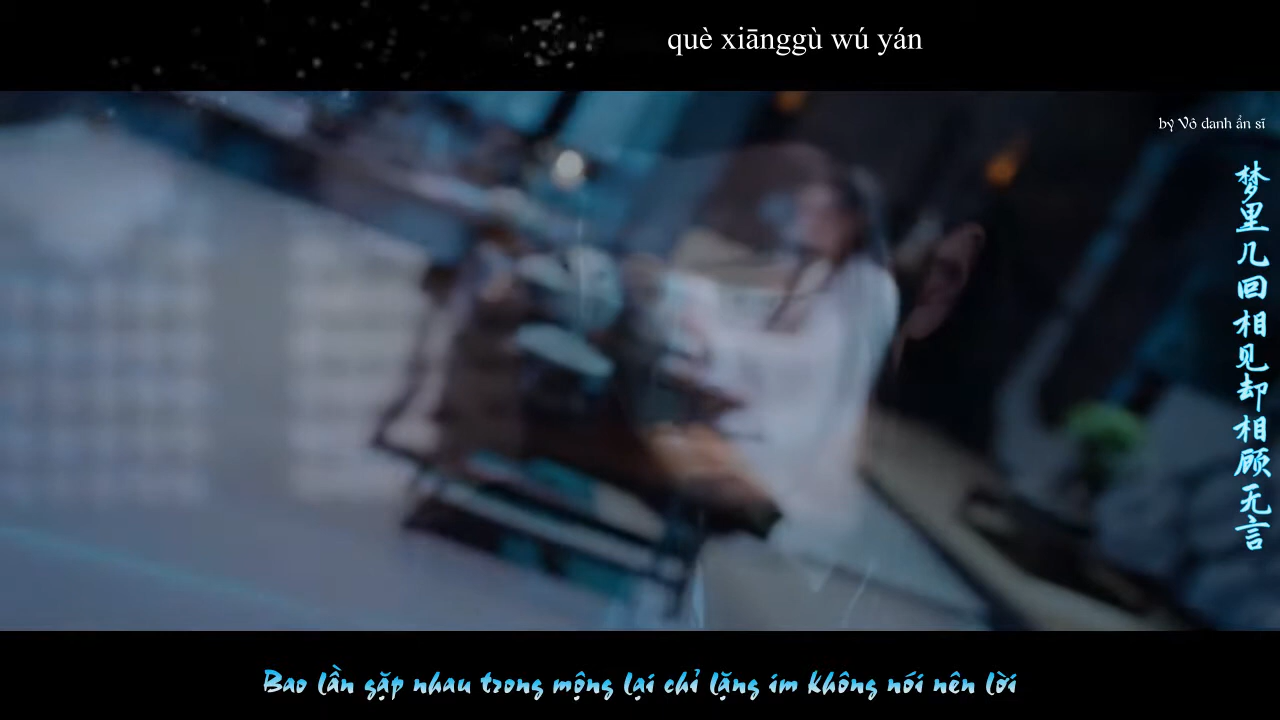 què xiānggù wú yán
by Vô danh ẩn sĩ
梦里几回相见却相顾无言
Bao lần gặp nhau trong mộng lại chỉ lặng im không nói nên lời